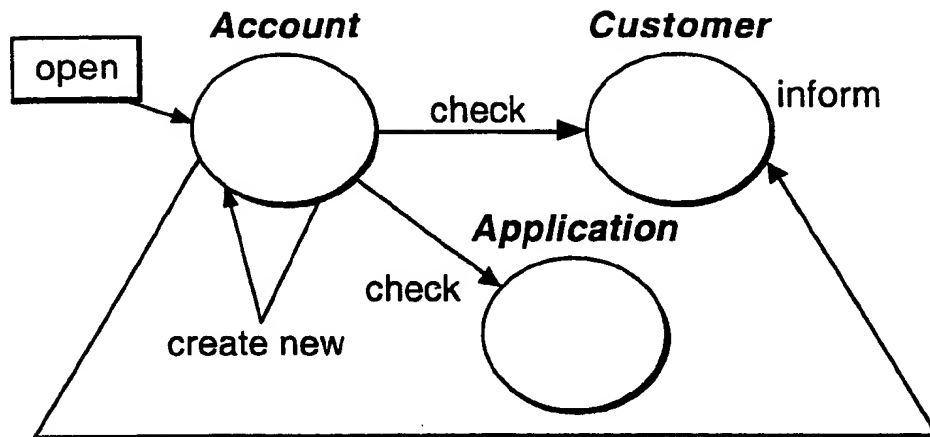 Account
Customer
open
inform
check
Application
check
create new